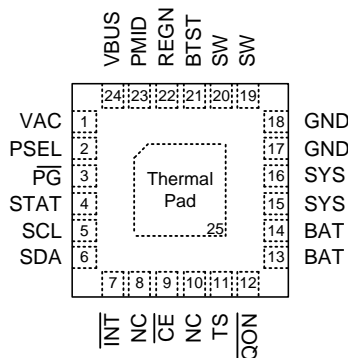 VBUS PMID REGN BTST SW SW
24 23 22 21 20 19
VAC 1 18 GND
PSEL 2 17 GND
PG 3 16 SYS
STAT 4 15 SYS
SCL 5 14 BAT
SDA 6 13 BAT
Thermal
Pad
25
7 8 9 10 11 12
INT NC CE NC TS QON